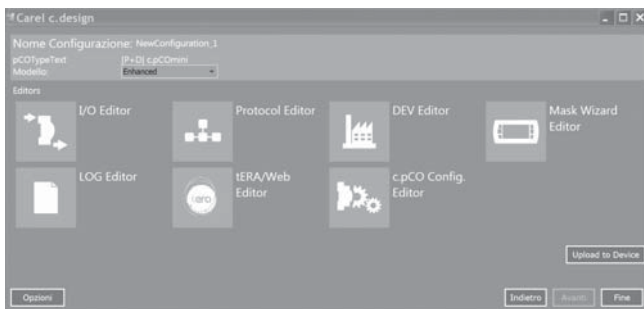 Carel c.design
Nome Configurazione: NewConfiguration_1
pCOTypeText: [P+D] c.pCOmini
Modello: Enhanced
Editors
I/O Editor
Protocol Editor
DEV Editor
Mask Wizard
Editor
LOG Editor
tERA/Web
Editor
c.pCO Config.
Editor
tera
Upload to Device
Opzioni
Indietro
Avanti
Fine